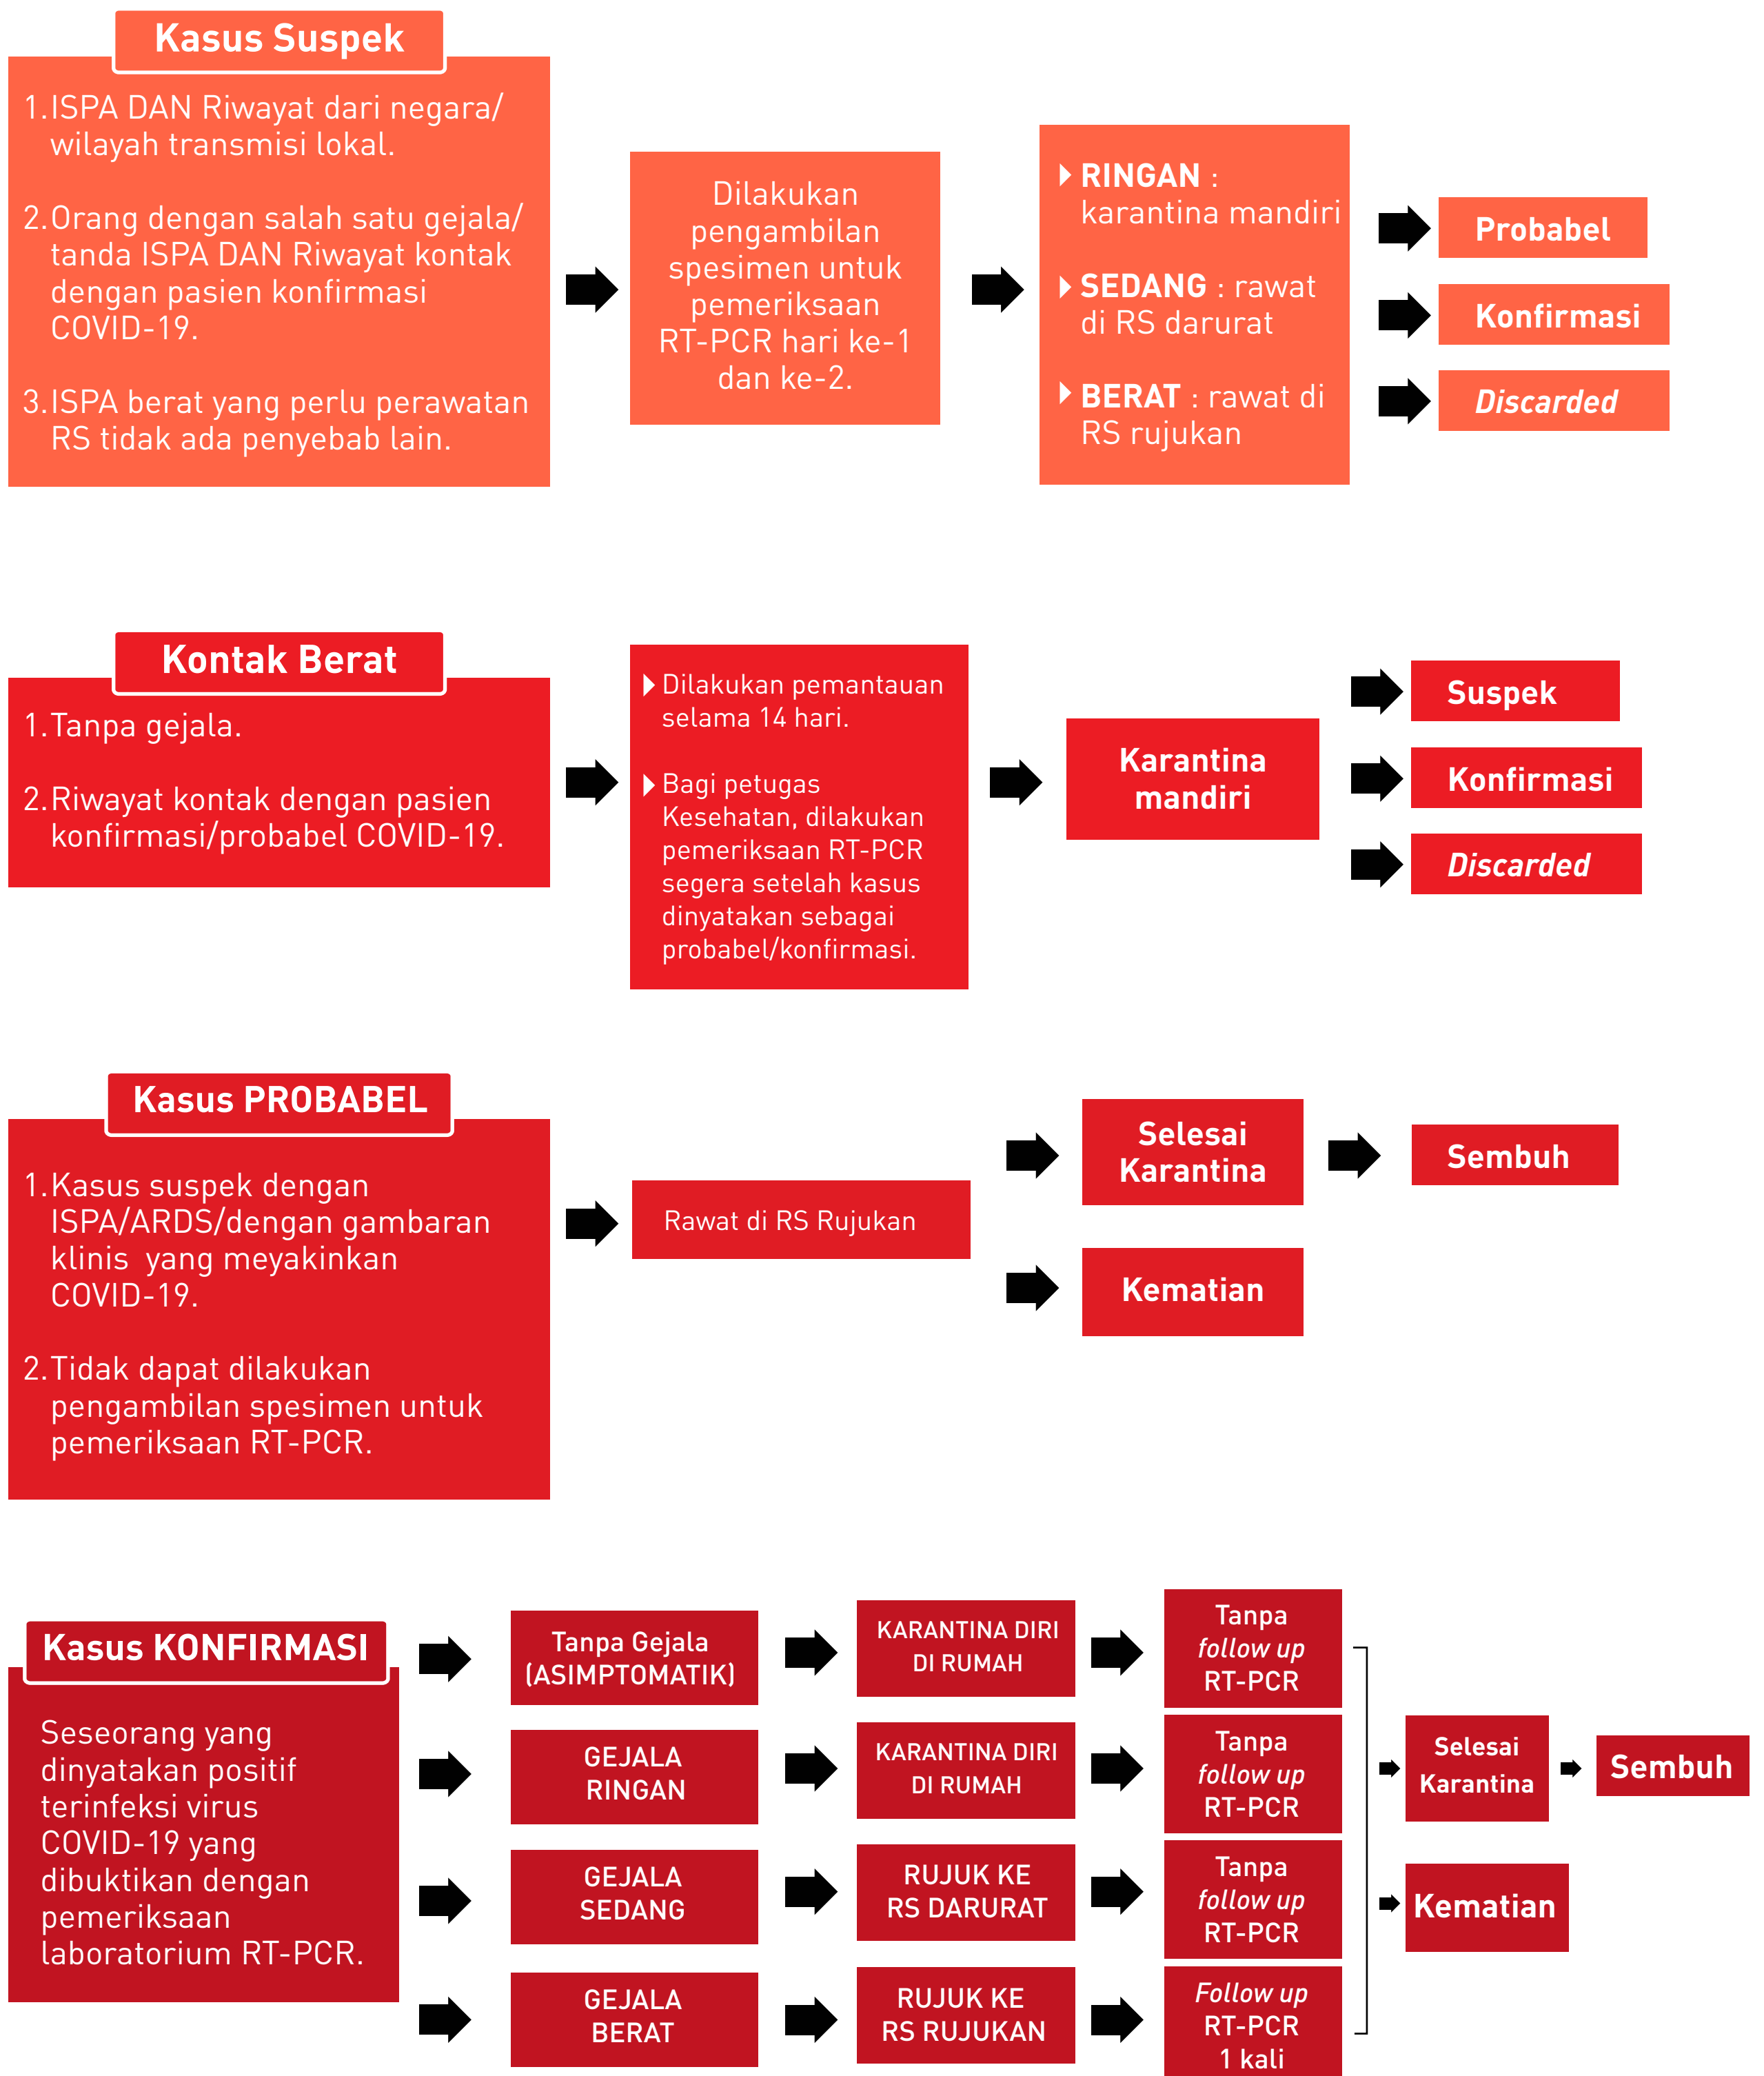 Kasus Suspek
1.ISPA DAN Riwayat dari negara/
wilayah transmisi lokal.
2.Orang dengan salah satu gejala/
tanda ISPA DAN Riwayat kontak
dengan pasien konfirmasi
COVID-19.
3.ISPA berat yang perlu perawatan
RS tidak ada penyebab lain.
Dilakukan
pengambilan
spesimen untuk
pemeriksaan
RT-PCR hari ke-1
dan ke-2.
RINGAN :
karantina mandiri
SEDANG : rawat
di RS darurat
BERAT : rawat di
RS rujukan
Probabel
Konfirmasi
Discarded
Kontak Berat
1.Tanpa gejala.
2.Riwayat kontak dengan pasien
konfirmasi/probabel COVID-19.
Dilakukan pemantauan
selama 14 hari.
Bagi petugas
Kesehatan, dilakukan
pemeriksaan RT-PCR
segera setelah kasus
dinyatakan sebagai
probabel/konfirmasi.
Karantina
mandiri
Suspek
Konfirmasi
Discarded
Kasus PROBABEL
1.Kasus suspek dengan
ISPA/ARDS/dengan gambaran
klinis yang meyakinkan
COVID-19.
2.Tidak dapat dilakukan
pengambilan spesimen untuk
pemeriksaan RT-PCR.
Rawat di RS Rujukan
Selesai
Karantina
Sembuh
Kematian
Kasus KONFIRMASI
Seseorang yang
dinyatakan positif
terinfeksi virus
COVID-19 yang
dibuktikan dengan
pemeriksaan
laboratorium RT-PCR.
Tanpa Gejala
(ASIMPTOMATIK)
KARANTINA DIRI
DI RUMAH
Tanpa
follow up
RT-PCR
GEJALA
RINGAN
KARANTINA DIRI
DI RUMAH
Tanpa
follow up
RT-PCR
GEJALA
SEDANG
RUJUK KE
RS DARURAT
Tanpa
follow up
RT-PCR
GEJALA
BERAT
RUJUK KE
RS RUJUKAN
Follow up
RT-PCR
1 kali
Selesai
Karantina
Sembuh
Kematian